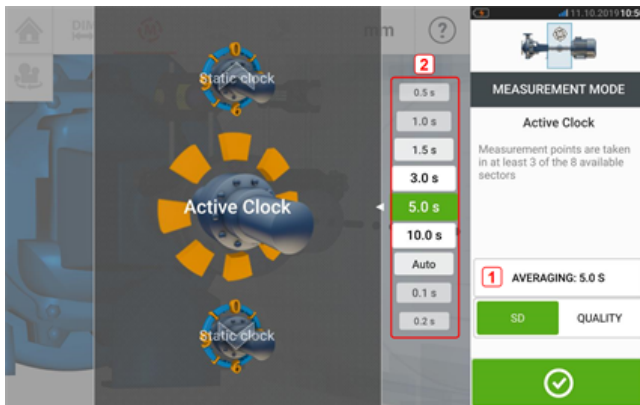 DIM
mm
?
Static clock
Active Clock
Static clock
2
0.5 s
1.0 s
1.5 s
3.0 s
5.0 s
10.0 s
Auto
0.1 s
0.2 s
11.10.2019
MEASUREMENT MODE
Active Clock
Measurement points are taken
in at least 3 of the 8 available
sectors
1 AVERAGING: 5.0 S
SD QUALITY